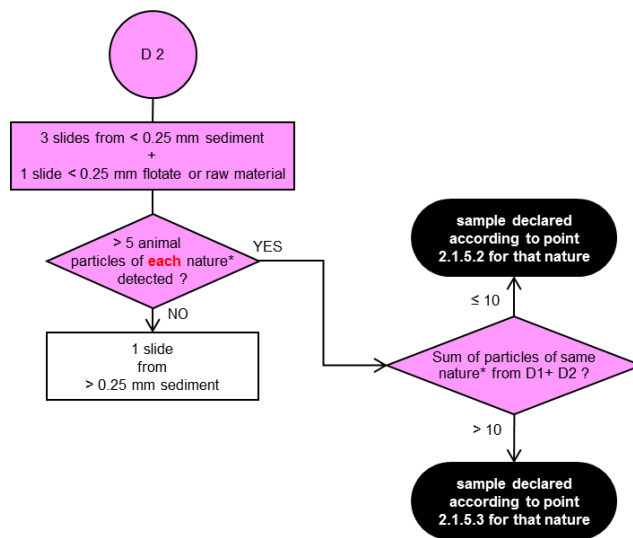 D 2
3 slides from < 0.25 mm sediment
+
1 slide < 0.25 mm flotate or raw material
> 5 animal
particles of each nature*
detected ?
YES
NO
1 slide
from
> 0.25 mm sediment
sample declared
according to point
2.1.5.2 for that nature
≤ 10
Sum of particles of same
nature* from D1+ D2 ?
> 10
sample declared
according to point
2.1.5.3 for that nature